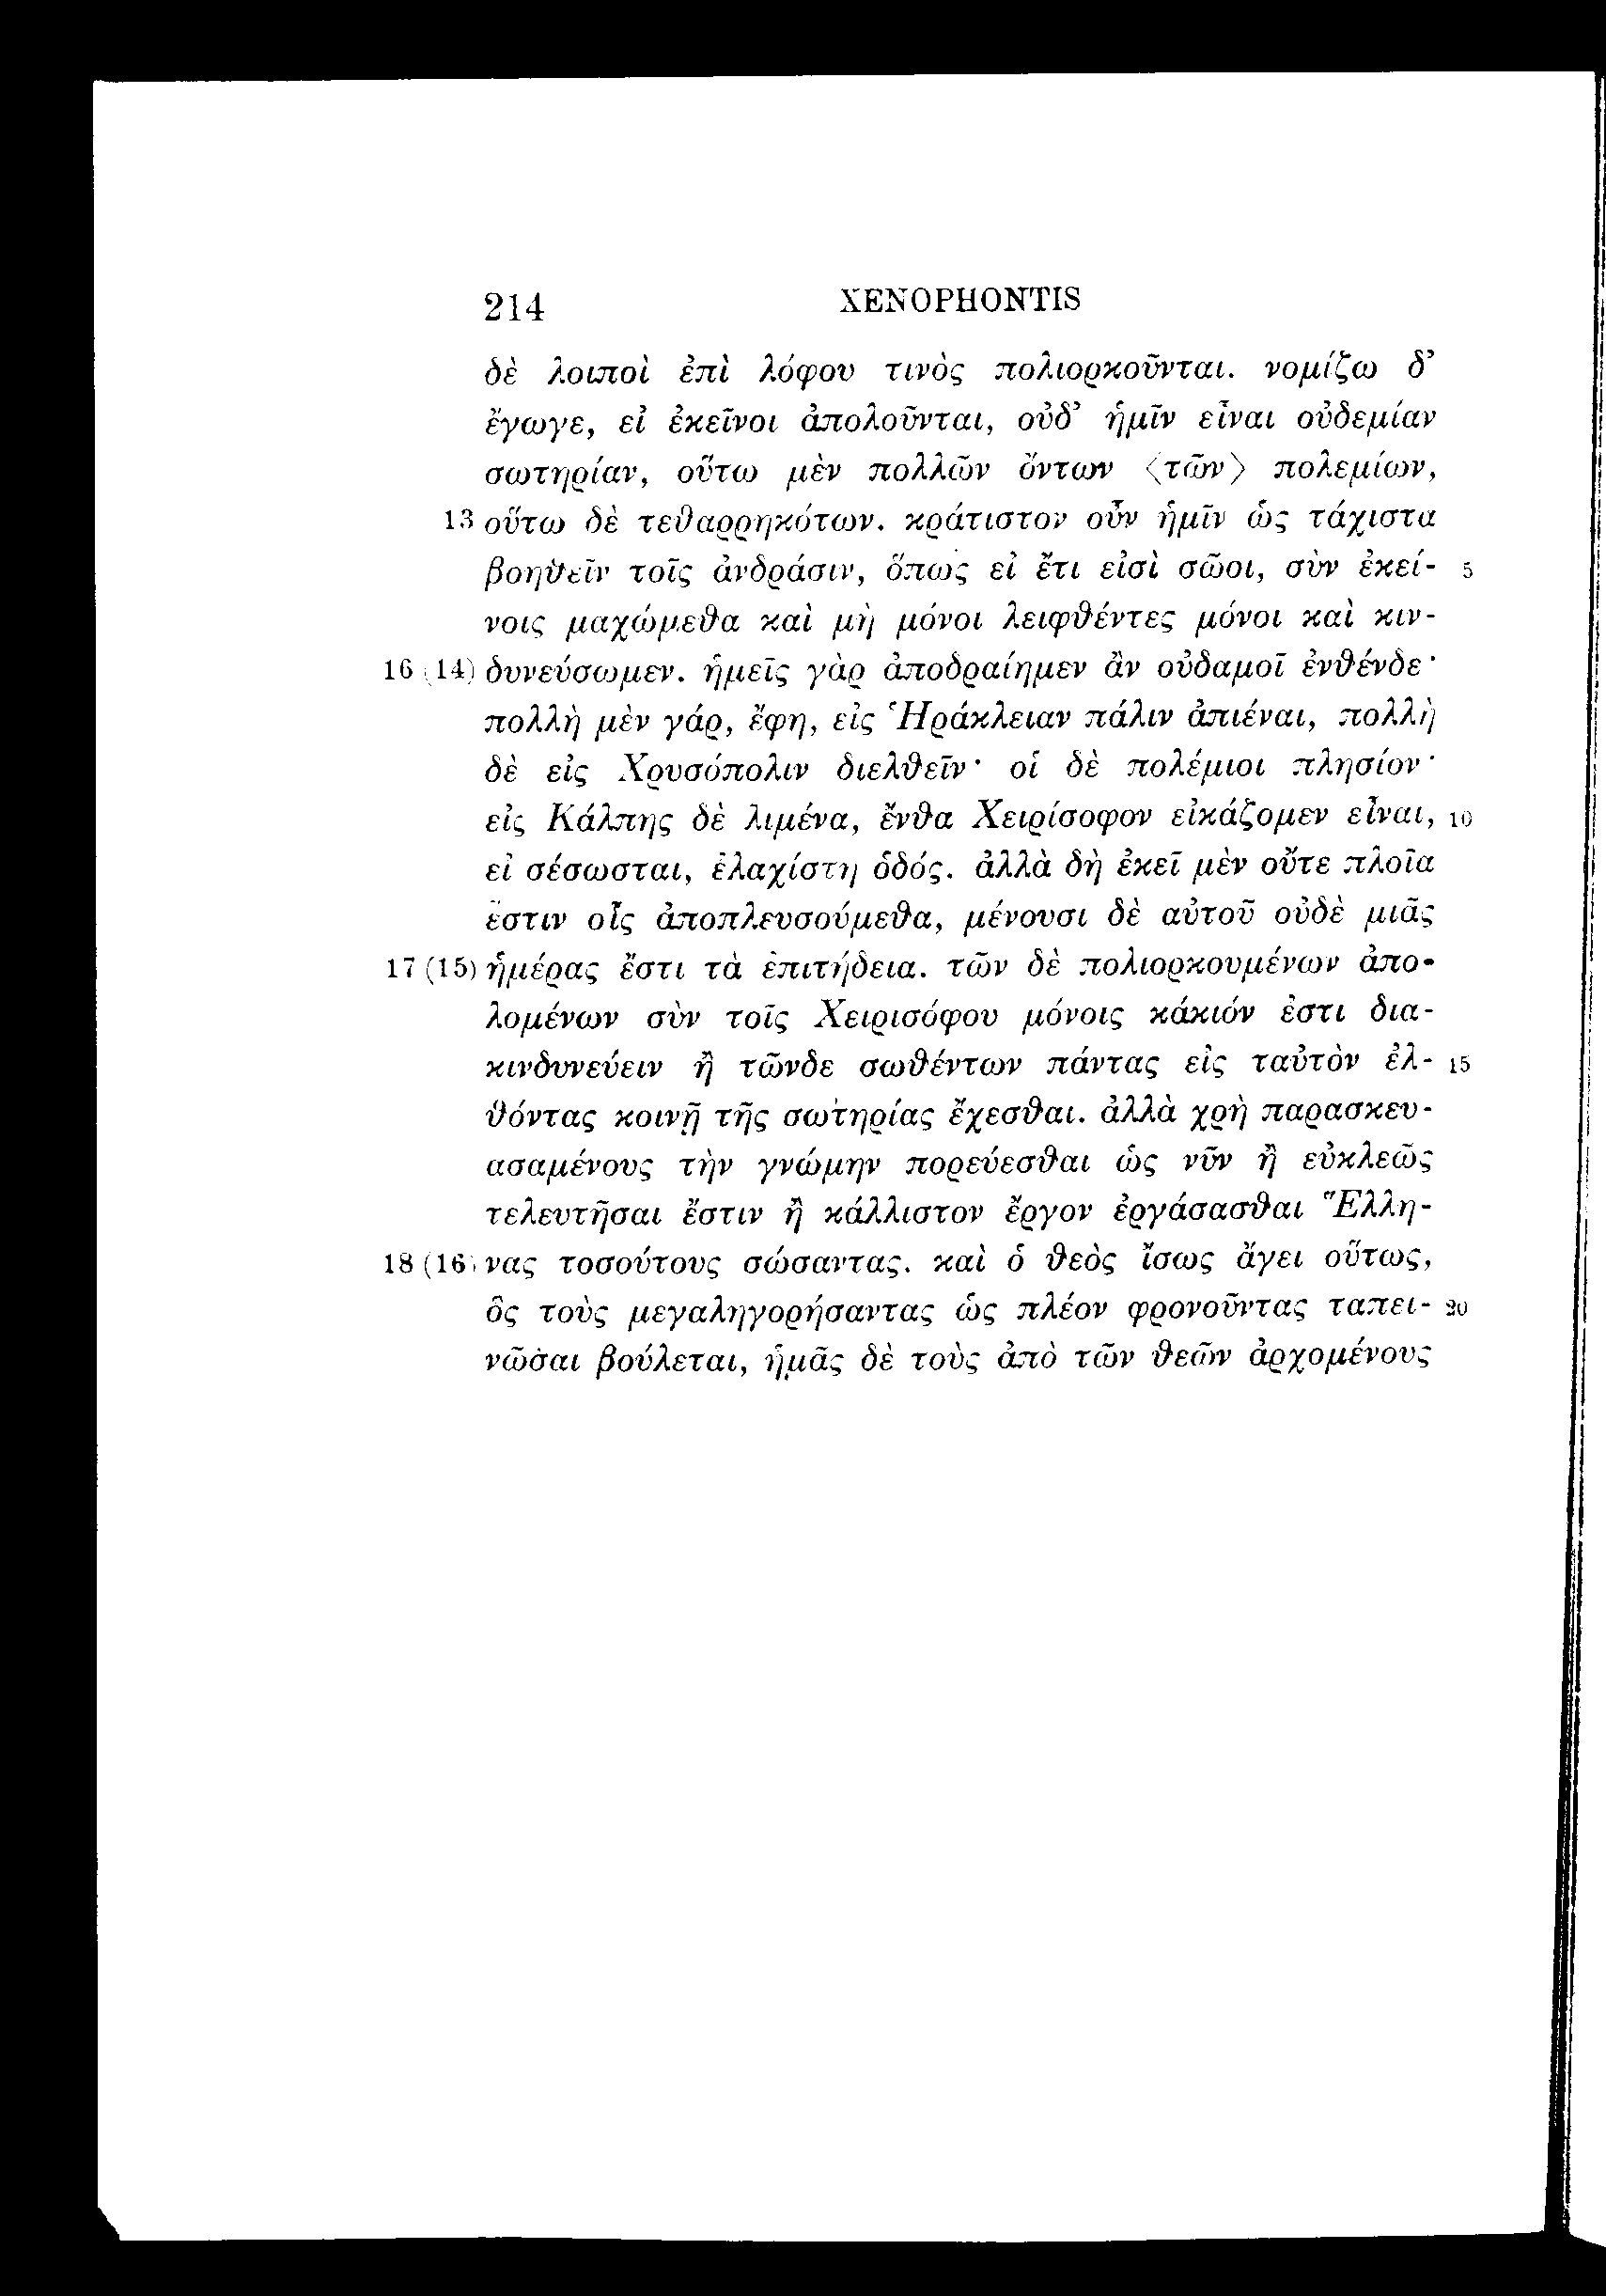 214 XENOPHONTIS
δὲ λοιποὶ ἐπὶ λόφου τινὸς πολιορκοῦνται. νομίζω δ’
ἔγωγε, εἰ ἐκεῖνοι ἀπολοῦνται, οὐδ’ ἡμῖν εἶναι οὐδεμίαν
σωτηρίαν, οὕτω μὲν πολλῶν ὄντων 〈τῶν〉 πολεμίων,
13 οὕτω δὲ τεθαρρηκότων. κράτιστον οὖν ἡμῖν ὡς τάχιστα
βοηθεῖν τοῖς ἀνδράσιν, ὅπως εἰ ἔτι εἰσὶ σῶοι, σὺν ἐκεί- 5
νοις μαχώμεθα καὶ μὴ μόνοι λειφθέντες μόνοι καὶ κιν-
16 (14) δυνεύσωμεν. ἡμεῖς γὰρ ἀποδραίημεν ἂν οὐδαμοῖ ἐνθένδε·
πολλὴ μὲν γάρ, ἔφη, εἰς Ἡράκλειαν πάλιν ἀπιέναι, πολλὴ
δὲ εἰς Χρυσόπολιν διελθεῖν· οἱ δὲ πολέμιοι πλησίον·
εἰς Κάλπης δὲ λιμένα, ἔνθα Χειρίσοφον εἰκάζομεν εἶναι, 10
εἰ σέσωσται, ἐλαχίστη ὁδός. ἀλλὰ δὴ ἐκεῖ μὲν οὔτε πλοῖα
ἔστιν οἷς ἀποπλευσούμεθα, μένουσι δὲ αὐτοῦ οὐδὲ μιᾶς
17 (15) ἡμέρας ἔστι τὰ ἐπιτήδεια. τῶν δὲ πολιορκουμένων ἀπο-
λομένων σὺν τοῖς Χειρισόφου μόνοις κάκιόν ἐστι δια-
κινδυνεύειν ἢ τῶνδε σωθέντων πάντας εἰς ταὐτὸν ἐλ- 15
θόντας κοινῇ τῆς σωτηρίας ἔχεσθαι. ἀλλὰ χρὴ παρασκευ-
ασαμένους τὴν γνώμην πορεύεσθαι ὡς νῦν ἢ εὐκλεῶς
τελευτῆσαι ἔστιν ἢ κάλλιστον ἔργον ἐργάσασθαι Ἕλλη-
18 (16) νας τοσούτους σώσαντας. καὶ ὁ θεὸς ἴσως ἄγει οὕτως,
ὃς τοὺς μεγαληγορήσαντας ὡς πλέον φρονοῦντας ταπει- 20
νῶσαι βούλεται, ἡμᾶς δὲ τοὺς ἀπὸ τῶν θεῶν ἀρχομένους